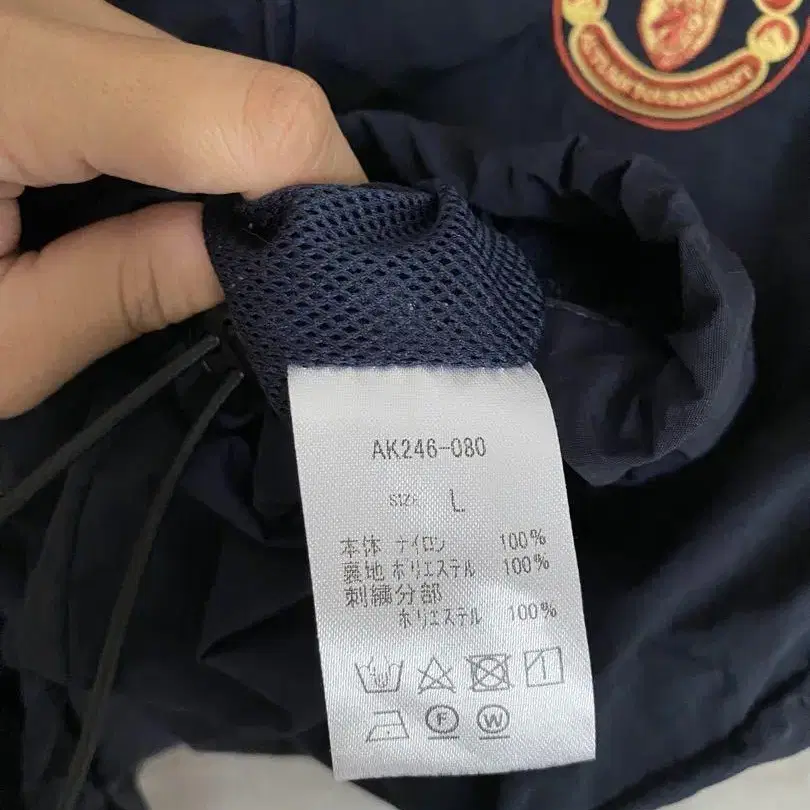 AK246-080
SIZE L
本体 ナイロン 100%
裏地 ポリエステル 100%
刺繍分部
ポリエステル 100%
F W